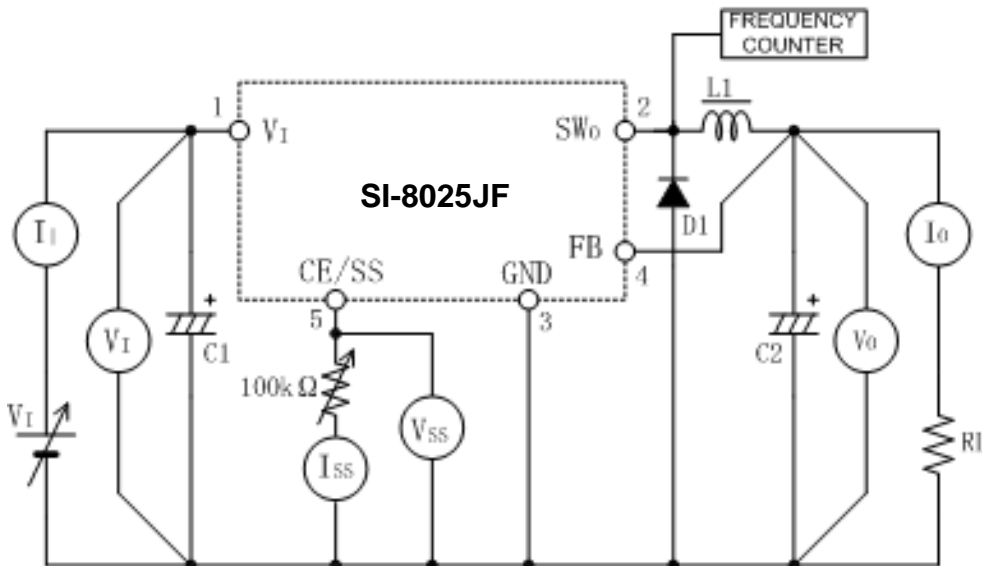 FREQUENCY
COUNTER
L1
1
VI
SWO
2
SI-8025JF
D1
II
IO
FB
4
CE/SS
GND
5
3
VI
C1
C2
VO
100kΩ
VI
VSS
ISS
Rl